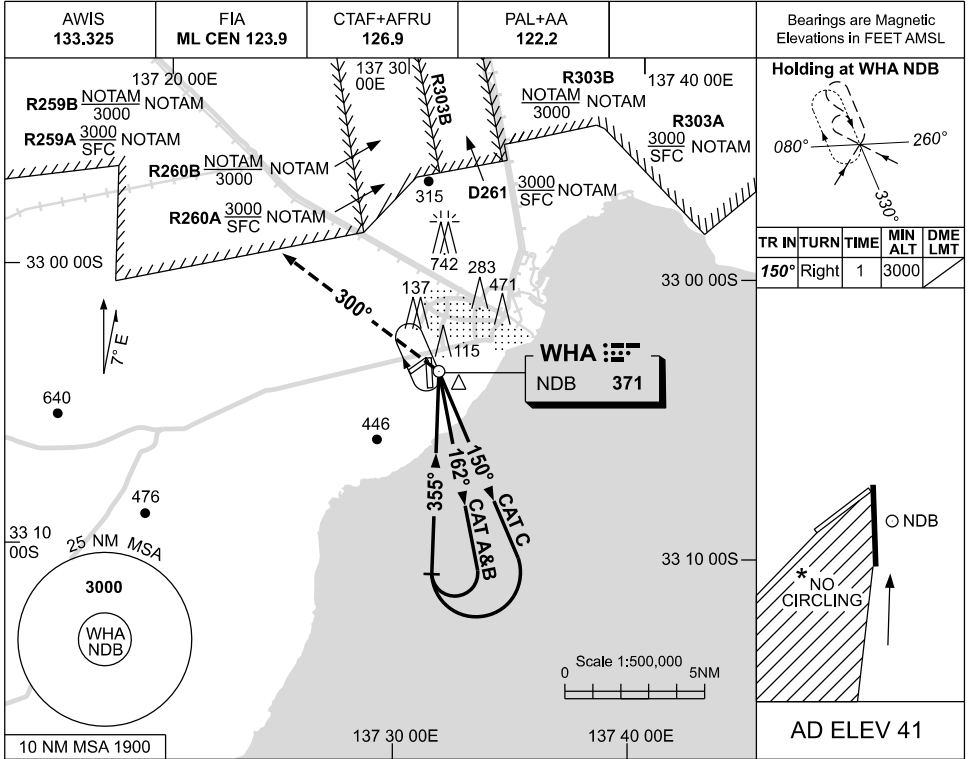 AWIS
133.325
FIA
ML CEN 123.9
CTAF+AFRU
126.9
PAL+AA
122.2
Bearings are Magnetic
Elevations in FEET AMSL
137 20 00E
137 30
00E
137 40 00E
R259B NOTAM/3000 NOTAM
R259A 3000/SFC NOTAM
R260B NOTAM/3000 NOTAM
R260A 3000/SFC NOTAM
R303B
R303B
NOTAM/3000 NOTAM
R303A
3000/SFC NOTAM
D261 3000/SFC NOTAM
315
742
283
471
137
115
33 00 00S
33 00 00S
300°
7° E
WHA
NDB 371
640
446
476
355°
162°
150°
CAT A&B
CAT C
33 10
00S
33 10 00S
25 NM MSA
3000
WHA
NDB
Scale 1:500,000
0 5NM
10 NM MSA 1900
137 30 00E
137 40 00E
Holding at WHA NDB
080°
260°
330°
TR IN TURN TIME MIN ALT DME LMT
150° Right 1 3000
NDB
* NO
CIRCLING
AD ELEV 41